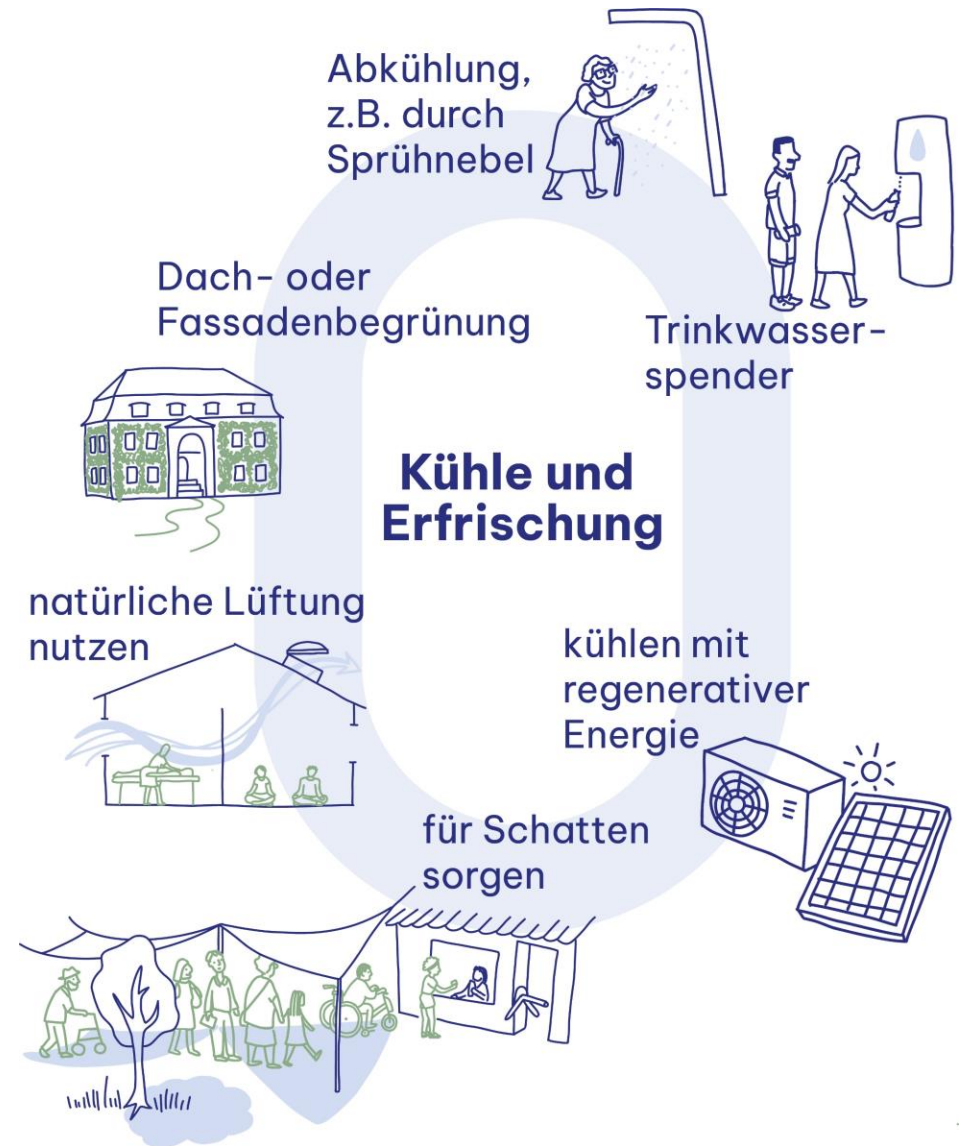 Abkühlung,
z.B. durch
Sprühnebel
Trinkwasser-
spender
Dach- oder
Fassadenbegrünung
Kühle und
Erfrischung
natürliche Lüftung
nutzen
kühlen mit
regenerativer
Energie
für Schatten
sorgen